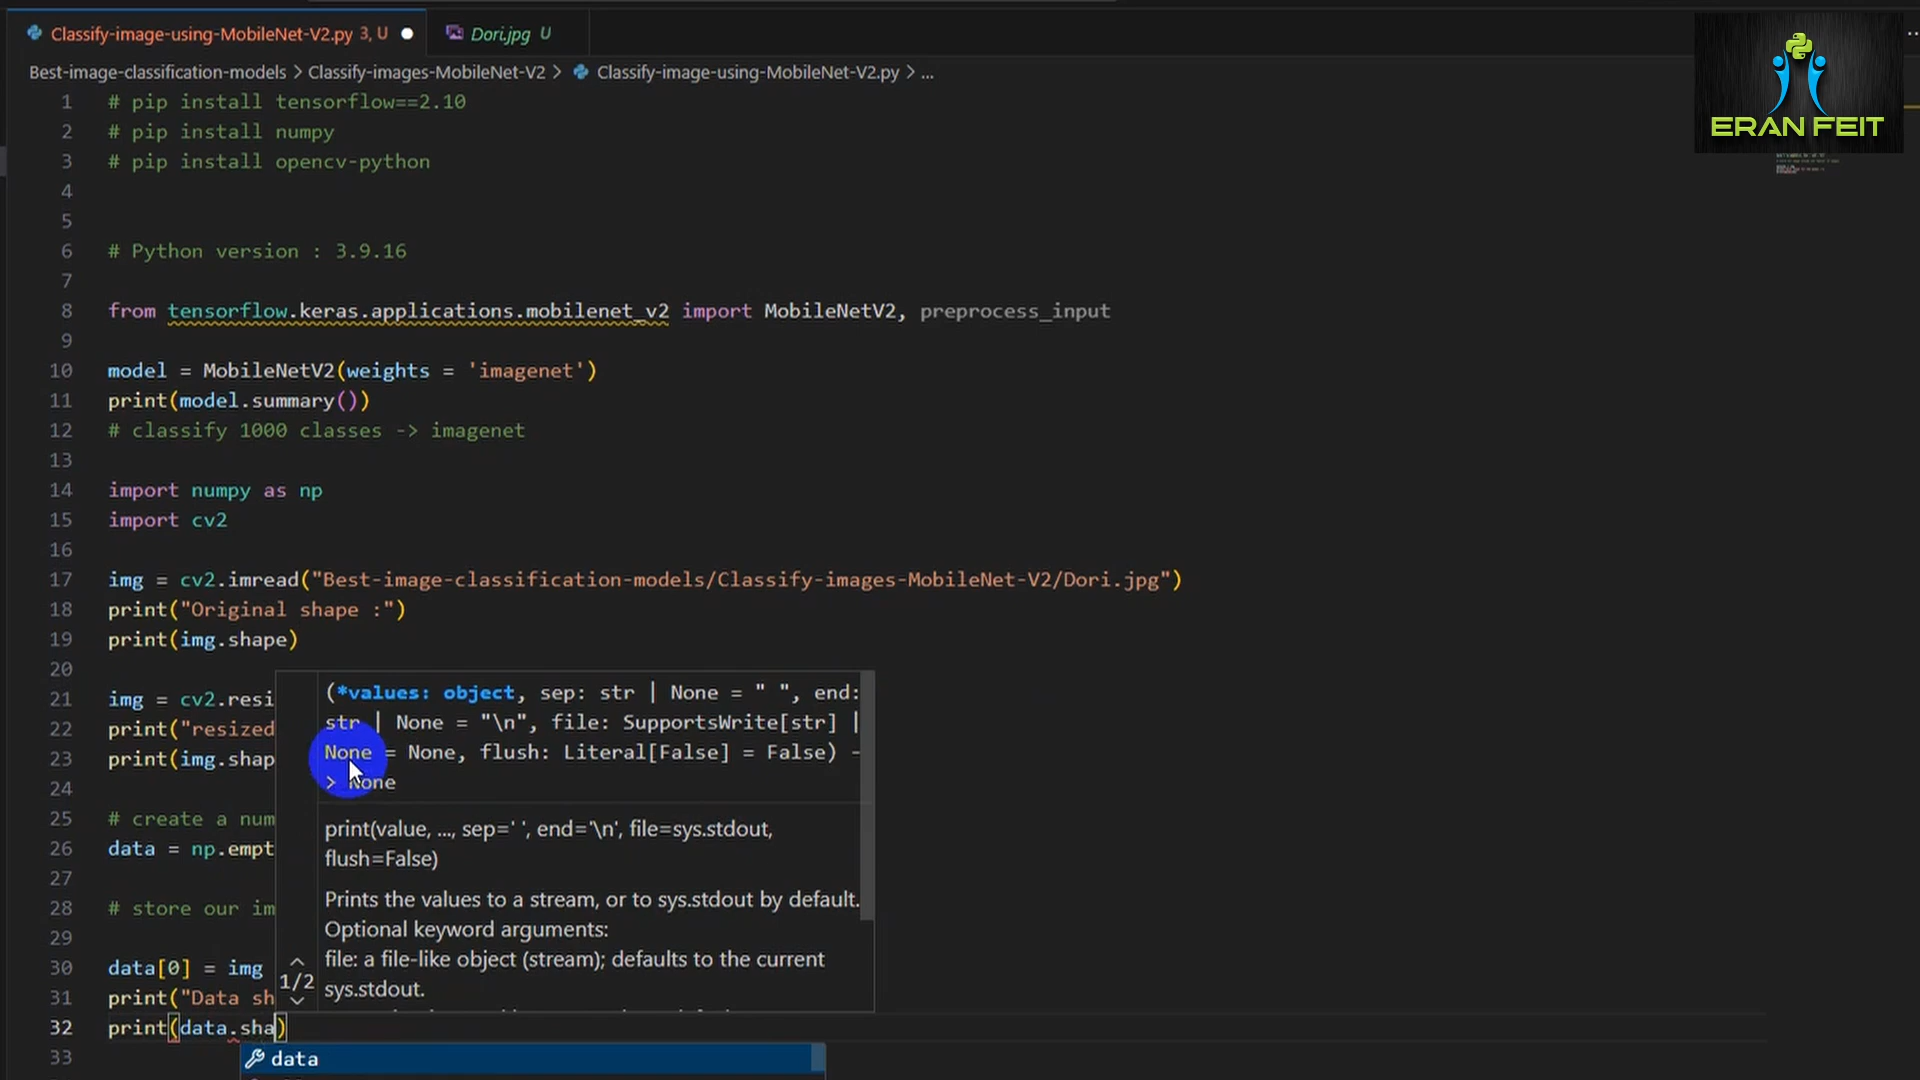 Classify-image-using-MobileNet-V2.py 3, U
Dori.jpg U
ERAN FEIT
Best-image-classification-models > Classify-images-MobileNet-V2 > Classify-image-using-MobileNet-V2.py > ...
1 # pip install tensorflow==2.10
2 # pip install numpy
3 # pip install opencv-python
4
5
6 # Python version : 3.9.16
7
8 from tensorflow.keras.applications.mobilenet_v2 import MobileNetV2, preprocess_input
9
10 model = MobileNetV2(weights = 'imagenet')
11 print(model.summary())
12 # classify 1000 classes -> imagenet
13
14 import numpy as np
15 import cv2
16
17 img = cv2.imread("Best-image-classification-models/Classify-images-MobileNet-V2/Dori.jpg")
18 print("Original shape :")
19 print(img.shape)
20
21 img = cv2.resi
22 print("resized
23 print(img.shap
24
25 # create a num
26 data = np.empt
27
28 # store our im
29
30 data[0] = img
31 print("Data sh
32 print(data.sha)
33
(*values: object, sep: str | None = " ", end:
str | None = "\n", file: SupportsWrite[str] |
None = None, flush: Literal[False] = False) -
> None
print(value, ..., sep=' ', end='\n', file=sys.stdout,
flush=False)
Prints the values to a stream, or to sys.stdout by default.
Optional keyword arguments:
file: a file-like object (stream); defaults to the current
sys.stdout.
1/2
data